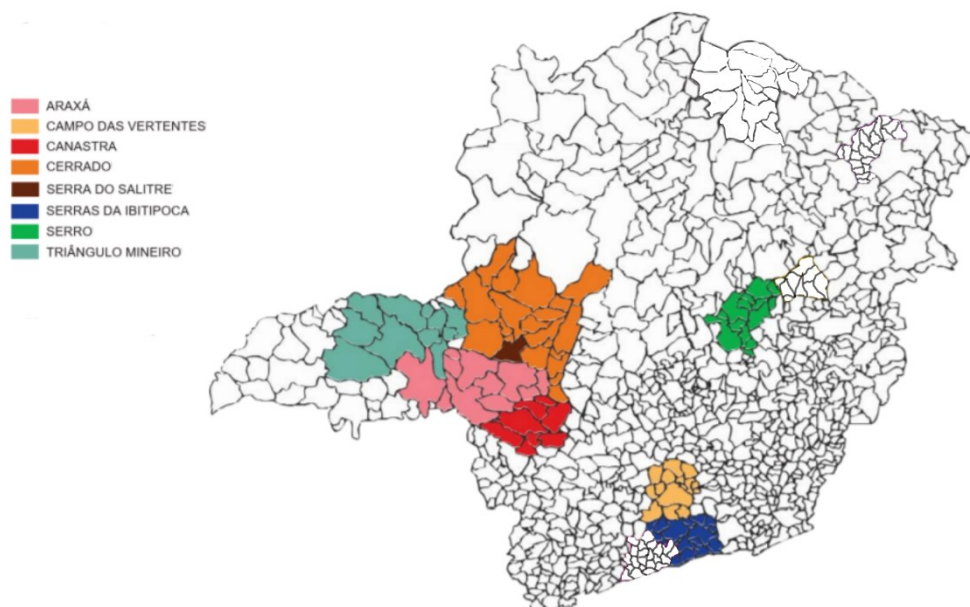 ARAXÁ
CAMPO DAS VERTENTES
CANASTRA
CERRADO
SERRA DO SALITRE
SERRAS DA IBITIPOCA
SERRO
TRIÂNGULO MINEIRO